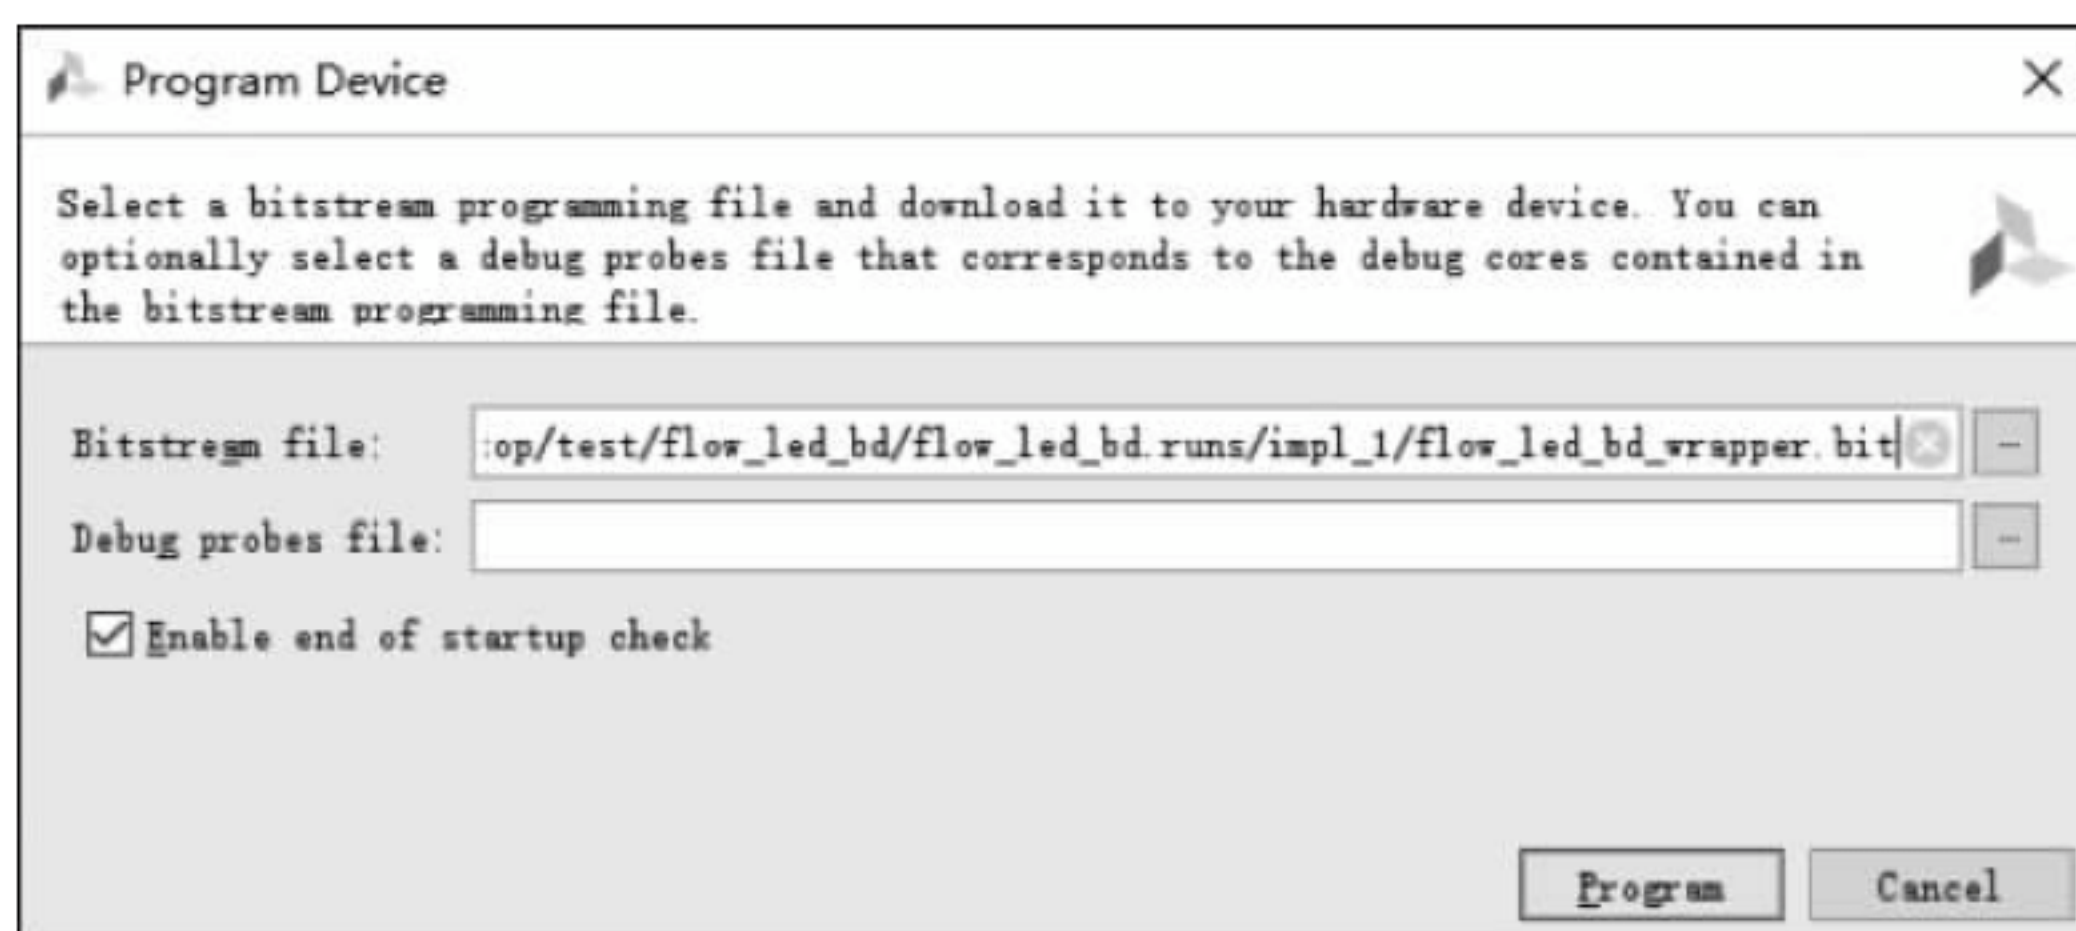 Program Device
Select a bitstream programming file and download it to your hardware device. You can
optionally select a debug probes file that corresponds to the debug cores contained in
the bitstream programming file.
Bitstream file: :op/test/flow_led_bd/flow_led_bd.runs/impl_1/flow_led_bd_wrapper.bit
Debug probes file:
Enable end of startup check
Program Cancel